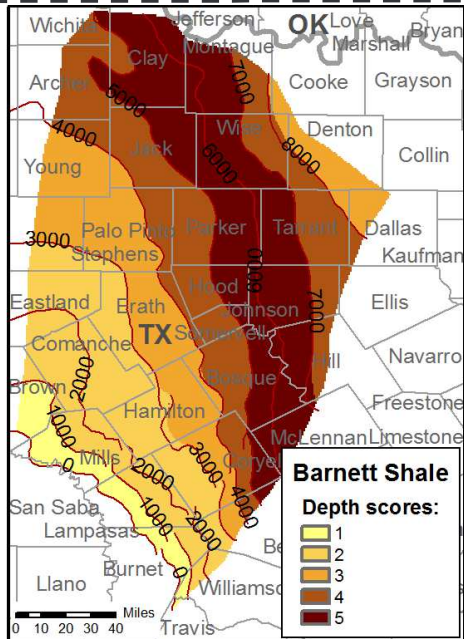 Wichita
Jefferson
OK
Love
Marshall
Bryan
Clay
Montague
Archer
5000
7000
Cooke
Grayson
4000
Jack
Wise
Denton
Young
6000
8000
Collin
Palo Pinto
Parker
Tarrant
Dallas
3000
Stephens
Kaufman
6000
Eastland
Erath
Hood
Johnson
7000
Ellis
TX
Somervell
Comanche
Hill
Navarro
2000
Bosque
Brown
Freestone
Hamilton
1000
McLennan
Limestone
Mills
3000
Coryell
0
2000
4000
San Saba
1000
2000
Lampasas
Burnet
0
Llano
Williamson
Travis
0 10 20 30 40 Miles
Barnett Shale
Depth scores:
1
2
3
4
5